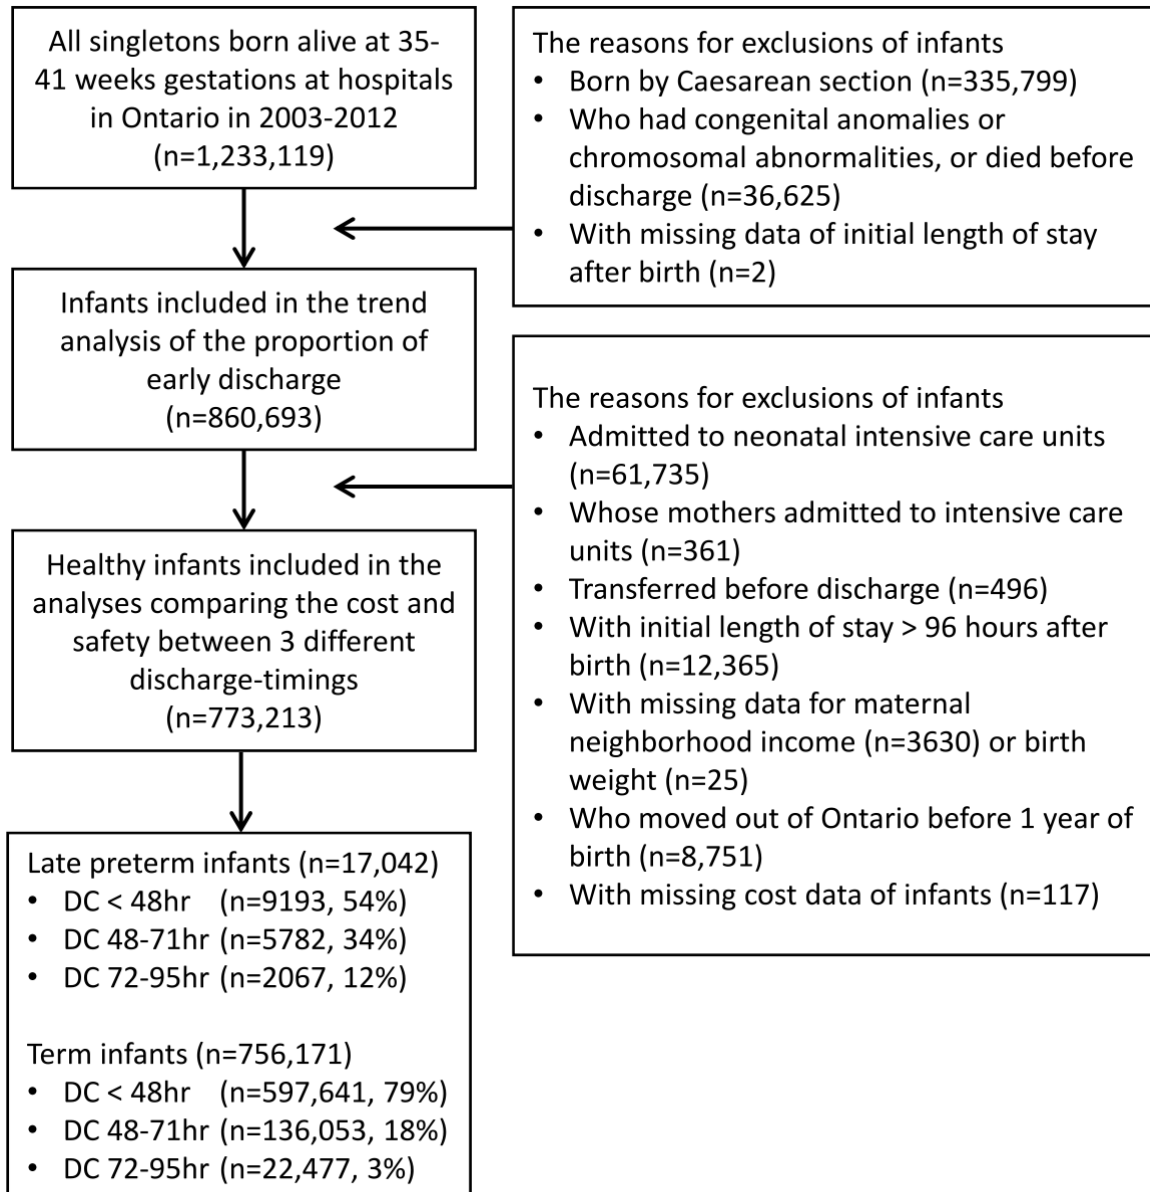 All singletons born alive at 35-
41 weeks gestations at hospitals
in Ontario in 2003-2012
(n=1,233,119)
The reasons for exclusions of infants
• Born by Caesarean section (n=335,799)
• Who had congenital anomalies or
chromosomal abnormalities, or died before
discharge (n=36,625)
• With missing data of initial length of stay
after birth (n=2)
Infants included in the trend
analysis of the proportion of
early discharge
(n=860,693)
The reasons for exclusions of infants
• Admitted to neonatal intensive care units
(n=61,735)
• Whose mothers admitted to intensive care
units (n=361)
• Transferred before discharge (n=496)
• With initial length of stay > 96 hours after
birth (n=12,365)
• With missing data for maternal
neighborhood income (n=3630) or birth
weight (n=25)
• Who moved out of Ontario before 1 year of
birth (n=8,751)
• With missing cost data of infants (n=117)
Healthy infants included in the
analyses comparing the cost and
safety between 3 different
discharge-timings
(n=773,213)
Late preterm infants (n=17,042)
• DC < 48hr (n=9193, 54%)
• DC 48-71hr (n=5782, 34%)
• DC 72-95hr (n=2067, 12%)
Term infants (n=756,171)
• DC < 48hr (n=597,641, 79%)
• DC 48-71hr (n=136,053, 18%)
• DC 72-95hr (n=22,477, 3%)